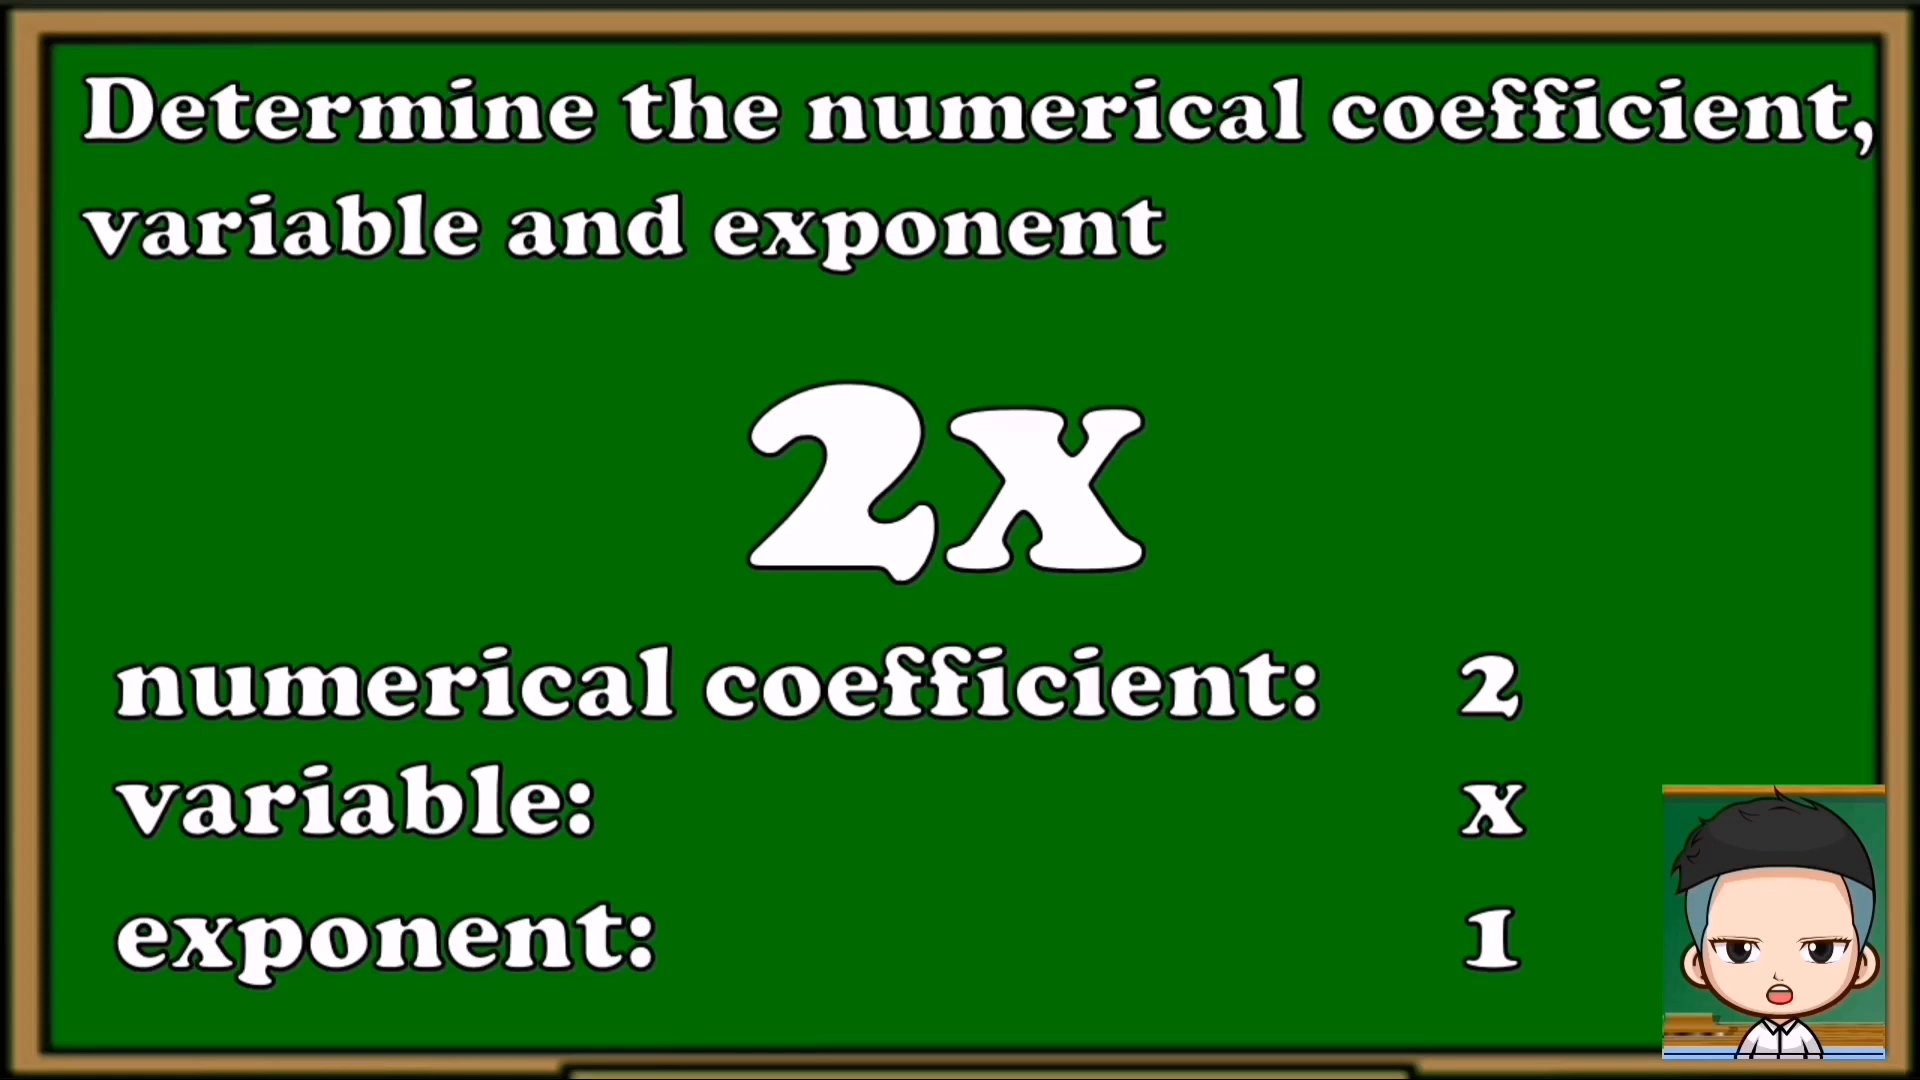 Determine the numerical coefficient,
variable and exponent
2x
numerical coefficient: 2
variable: x
exponent: 1